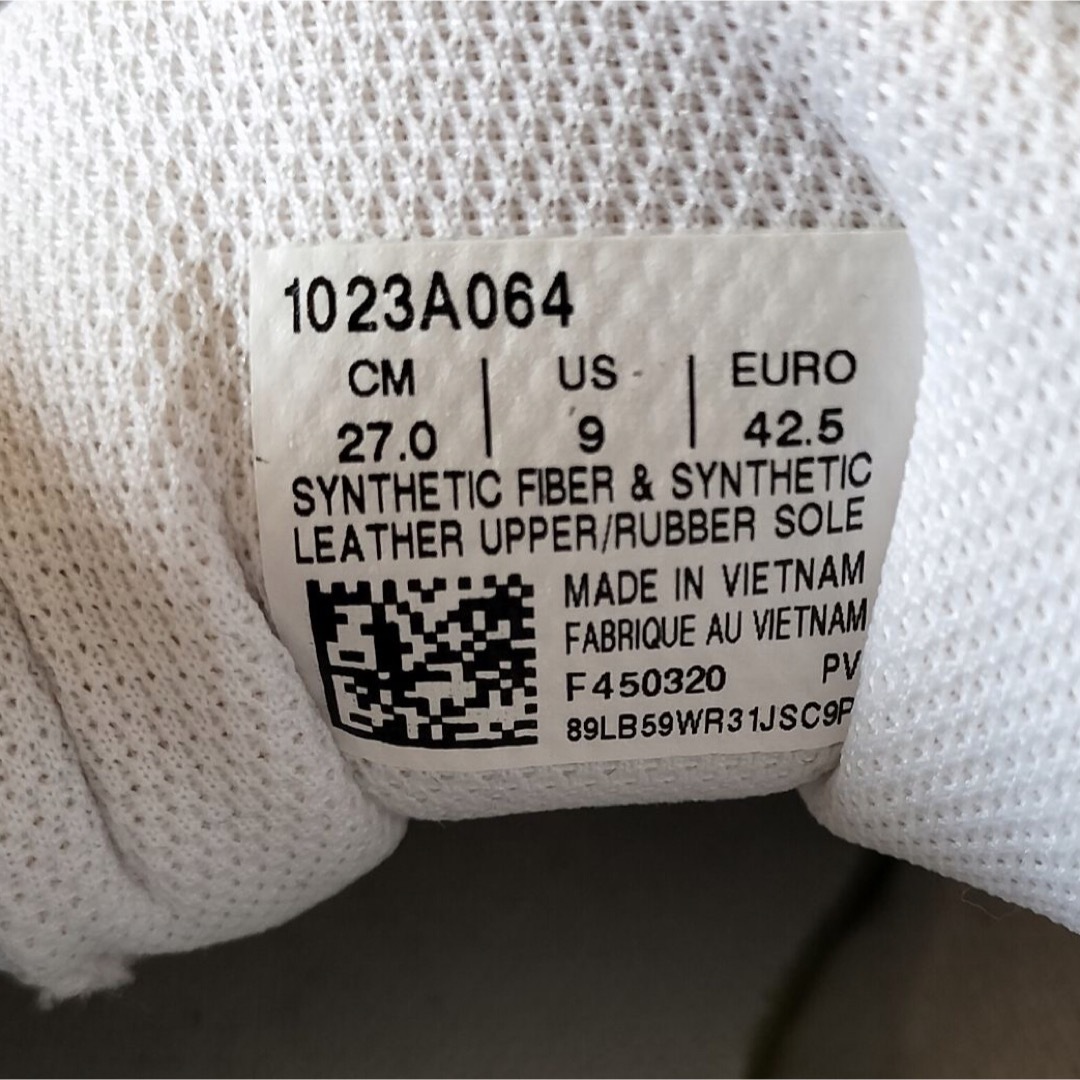 1023A064
CM | US | EURO
27.0 | 9 | 42.5
SYNTHETIC FIBER & SYNTHETIC
LEATHER UPPER/RUBBER SOLE
MADE IN VIETNAM
FABRIQUE AU VIETNAM
F450320 PV
89LB59WR31JSC9P